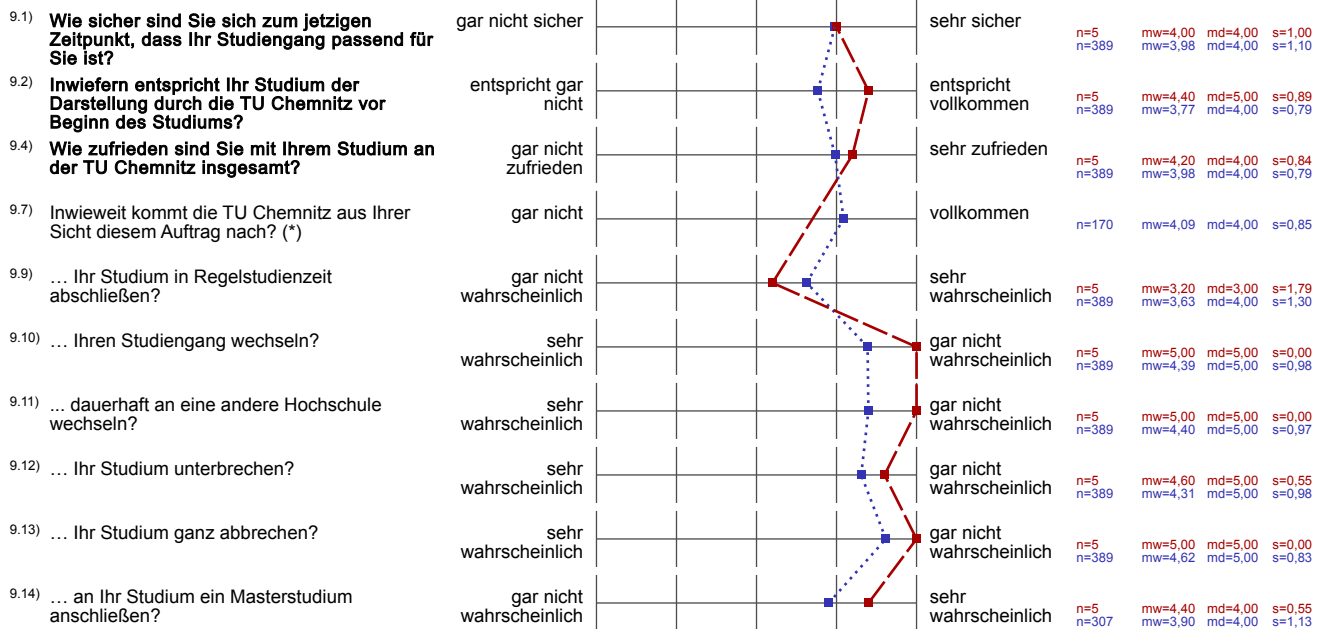 9.1) Wie sicher sind Sie sich zum jetzigen
Zeitpunkt, dass Ihr Studiengang passend für
Sie ist?
gar nicht sicher
sehr sicher
n=5 mw=4,00 md=4,00 s=1,00
n=389 mw=3,98 md=4,00 s=1,10
9.2) Inwiefern entspricht Ihr Studium der
Darstellung durch die TU Chemnitz vor
Beginn des Studiums?
entspricht gar
nicht
entspricht
vollkommen
n=5 mw=4,40 md=5,00 s=0,89
n=389 mw=3,77 md=4,00 s=0,79
9.4) Wie zufrieden sind Sie mit Ihrem Studium an
der TU Chemnitz insgesamt?
gar nicht
zufrieden
sehr zufrieden
n=5 mw=4,20 md=4,00 s=0,84
n=389 mw=3,98 md=4,00 s=0,79
9.7) Inwieweit kommt die TU Chemnitz aus Ihrer
Sicht diesem Auftrag nach? (*)
gar nicht
vollkommen
n=170 mw=4,09 md=4,00 s=0,85
9.9) … Ihr Studium in Regelstudienzeit
abschließen?
gar nicht
wahrscheinlich
sehr
wahrscheinlich
n=5 mw=3,20 md=3,00 s=1,79
n=389 mw=3,63 md=4,00 s=1,30
9.10) … Ihren Studiengang wechseln?
sehr
wahrscheinlich
gar nicht
wahrscheinlich
n=5 mw=5,00 md=5,00 s=0,00
n=389 mw=4,39 md=5,00 s=0,98
9.11) ... dauerhaft an eine andere Hochschule
wechseln?
sehr
wahrscheinlich
gar nicht
wahrscheinlich
n=5 mw=5,00 md=5,00 s=0,00
n=389 mw=4,40 md=5,00 s=0,97
9.12) … Ihr Studium unterbrechen?
sehr
wahrscheinlich
gar nicht
wahrscheinlich
n=5 mw=4,60 md=5,00 s=0,55
n=389 mw=4,31 md=5,00 s=0,98
9.13) … Ihr Studium ganz abbrechen?
sehr
wahrscheinlich
gar nicht
wahrscheinlich
n=5 mw=5,00 md=5,00 s=0,00
n=389 mw=4,62 md=5,00 s=0,83
9.14) … an Ihr Studium ein Masterstudium
anschließen?
gar nicht
wahrscheinlich
sehr
wahrscheinlich
n=5 mw=4,40 md=4,00 s=0,55
n=307 mw=3,90 md=4,00 s=1,13